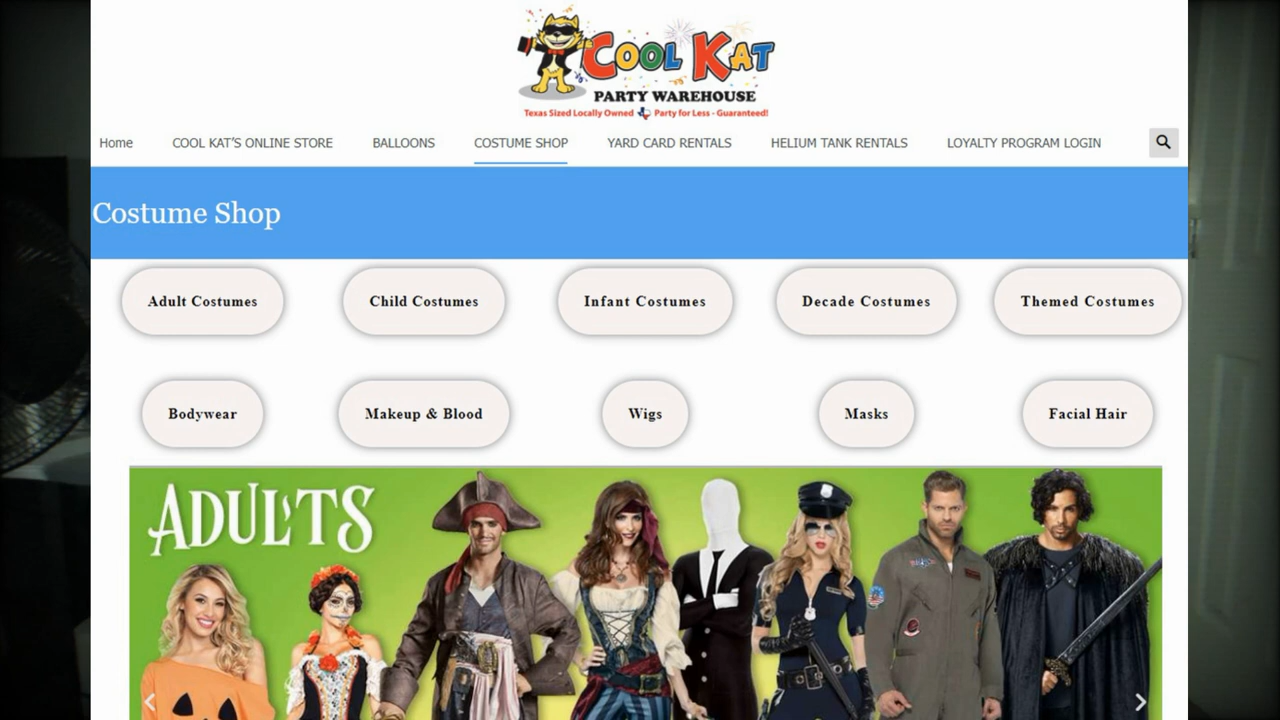 COOL KAT
PARTY WAREHOUSE
Texas Sized Locally Owned Party for Less - Guaranteed!
Home COOL KAT'S ONLINE STORE BALLOONS COSTUME SHOP YARD CARD RENTALS HELIUM TANK RENTALS LOYALTY PROGRAM LOGIN
Costume Shop
Adult Costumes Child Costumes Infant Costumes Decade Costumes Themed Costumes
Bodywear Makeup & Blood Wigs Masks Facial Hair
ADULTS